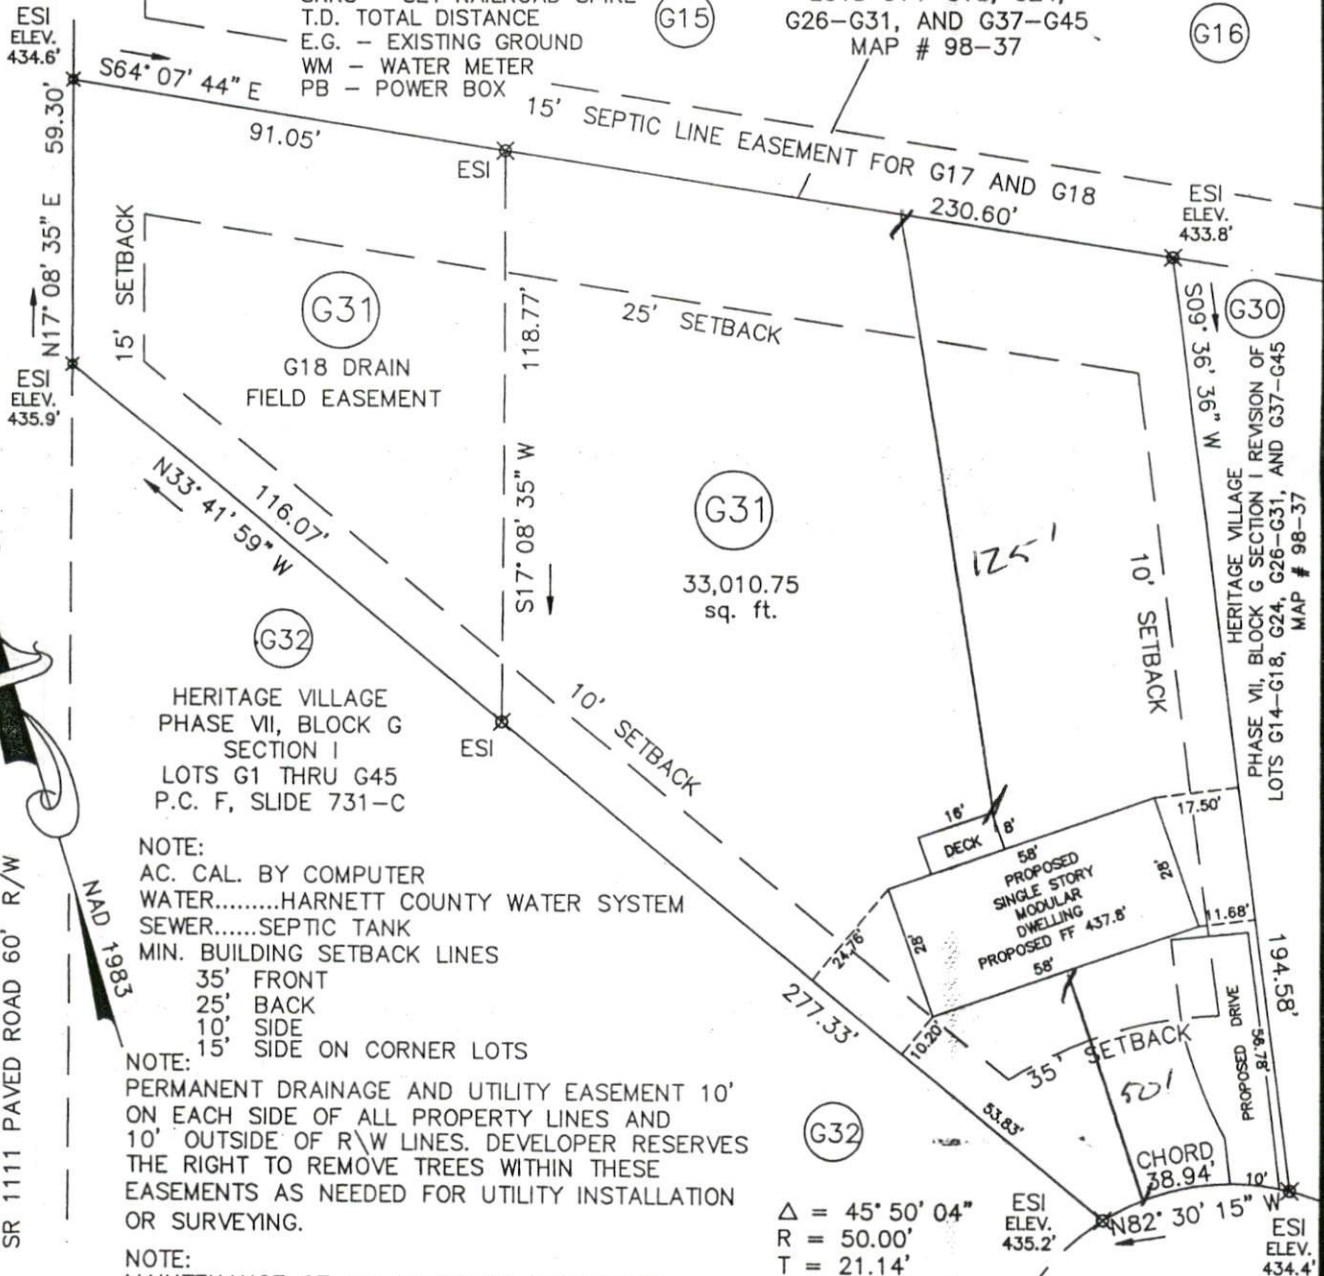 ESI
ELEV.
434.6'
T.D. TOTAL DISTANCE
E.G. – EXISTING GROUND
WM – WATER METER
PB – POWER BOX
G15
G26–G31, AND G37–G45
MAP # 98–37
G16
S64° 07' 44" E
91.05'
59.30'
N17° 08' 35" E
ESI
15' SEPTIC LINE EASEMENT FOR G17 AND G18
230.60'
ESI
ELEV.
433.8'
15' SETBACK
G31
G18 DRAIN
FIELD EASEMENT
118.77'
S17° 08' 35" W
25' SETBACK
S09° 36' 36" W
G30
HERITAGE VILLAGE
PHASE VII, BLOCK G SECTION I REVISION OF
LOTS G14–G18, G24, G26–G31, AND G37–G45
MAP # 98–37
ESI
ELEV.
435.9'
N33° 41' 59" W
116.07'
G31
33,010.75
sq. ft.
125'
10' SETBACK
G32
HERITAGE VILLAGE
PHASE VII, BLOCK G
SECTION I
LOTS G1 THRU G45
P.C. F, SLIDE 731–C
ESI
10' SETBACK
17.50'
16'
DECK
8'
58'
PROPOSED
SINGLE STORY
MODULAR
DWELLING
PROPOSED FF 437.8'
58'
28'
28'
11.68'
24.76'
10.20'
277.33'
194.58'
NOTE:
AC. CAL. BY COMPUTER
WATER.........HARNETT COUNTY WATER SYSTEM
SEWER......SEPTIC TANK
MIN. BUILDING SETBACK LINES
35' FRONT
25' BACK
10' SIDE
15' SIDE ON CORNER LOTS
NAD 1983
SR 1111 PAVED ROAD 60' R/W
NOTE:
PERMANENT DRAINAGE AND UTILITY EASEMENT 10'
ON EACH SIDE OF ALL PROPERTY LINES AND
10' OUTSIDE OF R\W LINES. DEVELOPER RESERVES
THE RIGHT TO REMOVE TREES WITHIN THESE
EASEMENTS AS NEEDED FOR UTILITY INSTALLATION
OR SURVEYING.
NOTE:
35' SETBACK
50'
PROPOSED DRIVE
56.78'
53.83'
G32
CHORD
38.94'
10'
N82° 30' 15" W
Δ = 45° 50' 04"
R = 50.00'
T = 21.14'
ESI
ELEV.
435.2'
ESI
ELEV.
434.4'